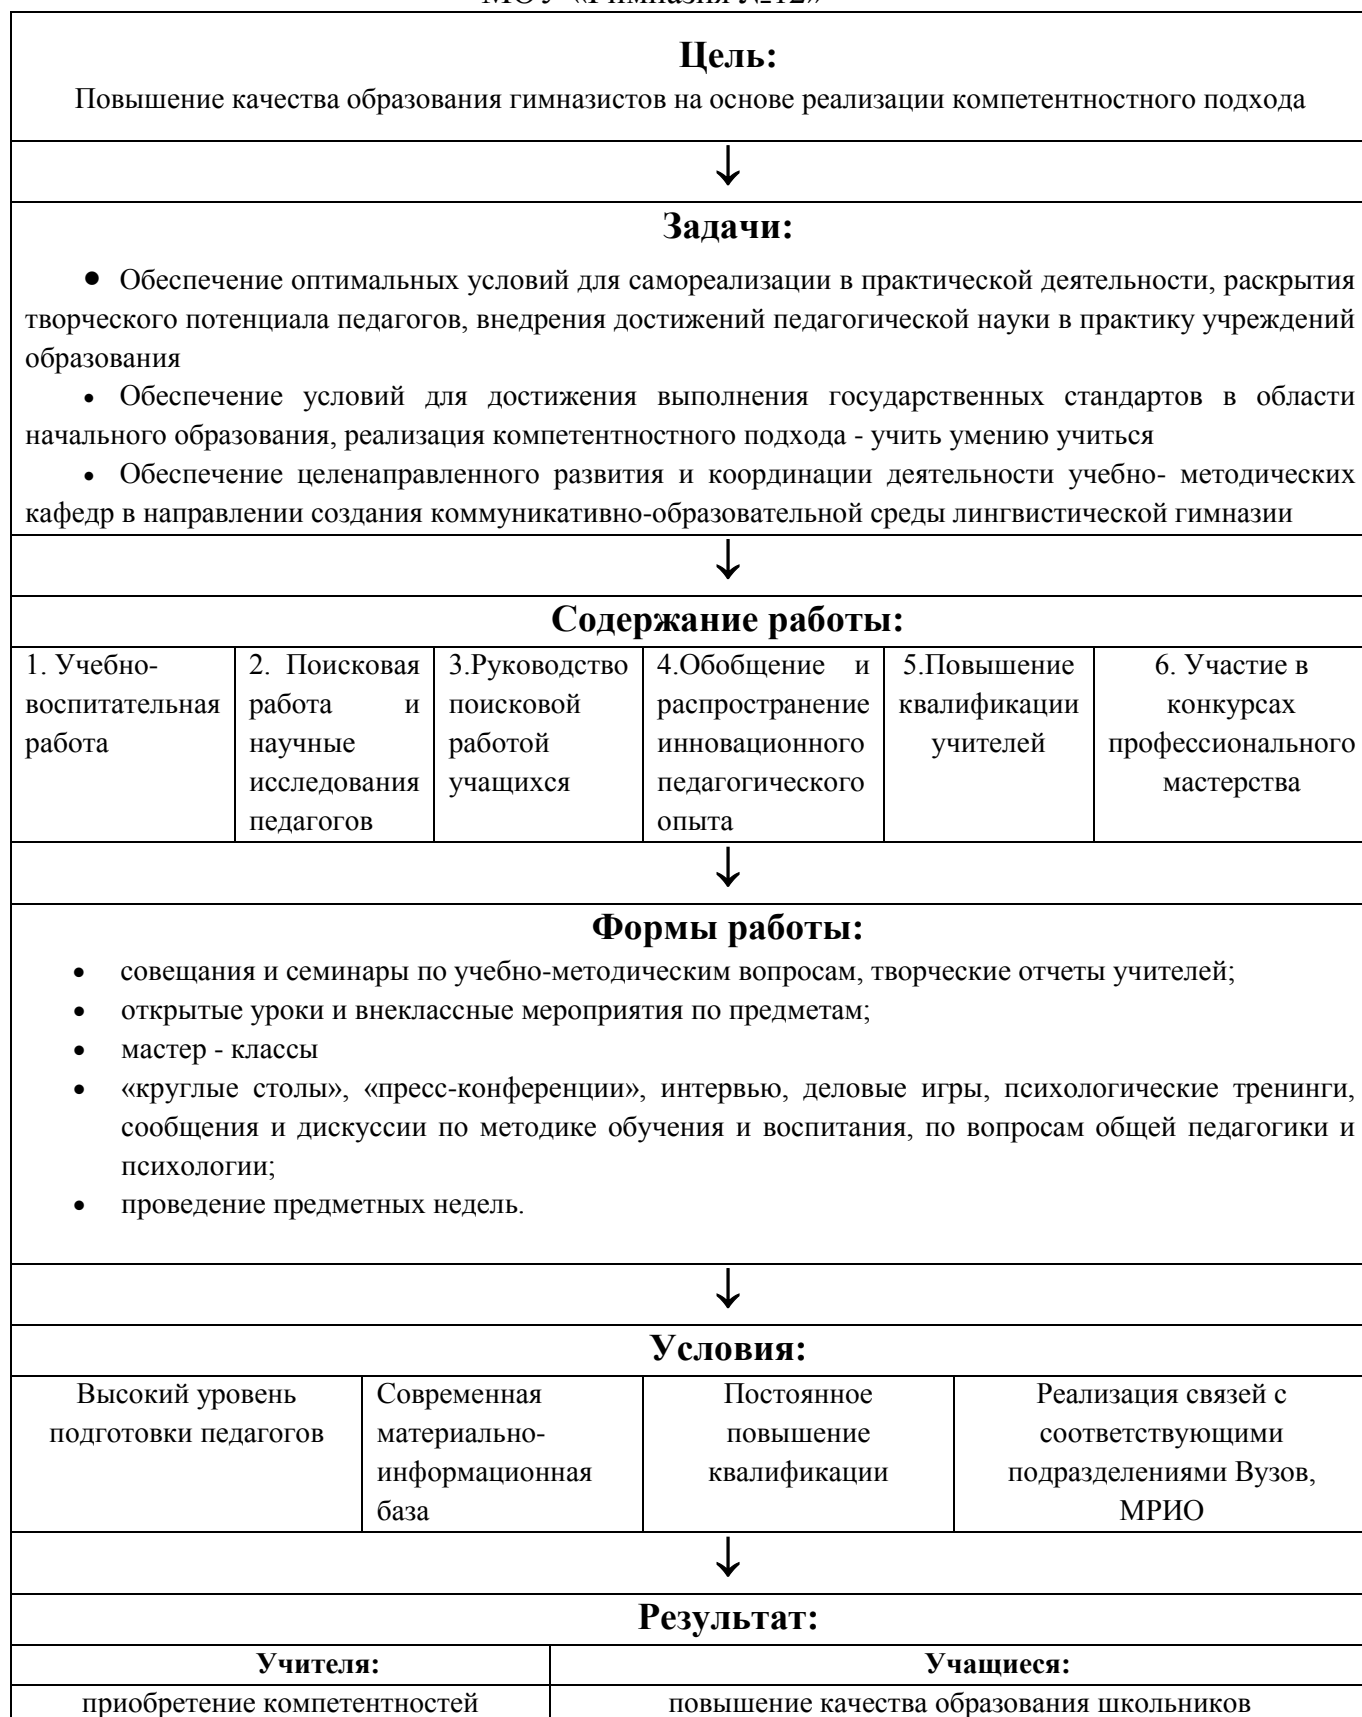 МОУ «Гимназия №12»
Цель:
Повышение качества образования гимназистов на основе реализации компетентностного подхода
↓
Задачи:
• Обеспечение оптимальных условий для самореализации в практической деятельности, раскрытия
творческого потенциала педагогов, внедрения достижений педагогической науки в практику учреждений
образования
• Обеспечение условий для достижения выполнения государственных стандартов в области
начального образования, реализация компетентностного подхода - учить умению учиться
• Обеспечение целенаправленного развития и координации деятельности учебно- методических
кафедр в направлении создания коммуникативно-образовательной среды лингвистической гимназии
↓
Содержание работы:
1. Учебно-
воспитательная
работа
2. Поисковая
работа и
научные
исследования
педагогов
3.Руководство
поисковой
работой
учащихся
4.Обобщение и
распространение
инновационного
педагогического
опыта
5.Повышение
квалификации
учителей
6. Участие в
конкурсах
профессионального
мастерства
↓
Формы работы:
• совещания и семинары по учебно-методическим вопросам, творческие отчеты учителей;
• открытые уроки и внеклассные мероприятия по предметам;
• мастер - классы
• «круглые столы», «пресс-конференции», интервью, деловые игры, психологические тренинги,
сообщения и дискуссии по методике обучения и воспитания, по вопросам общей педагогики и
психологии;
• проведение предметных недель.
↓
Условия:
Высокий уровень
подготовки педагогов
Современная
материально-
информационная
база
Постоянное
повышение
квалификации
Реализация связей с
соответствующими
подразделениями Вузов,
МРИО
↓
Результат:
Учителя:
Учащиеся:
приобретение компетентностей
повышение качества образования школьников